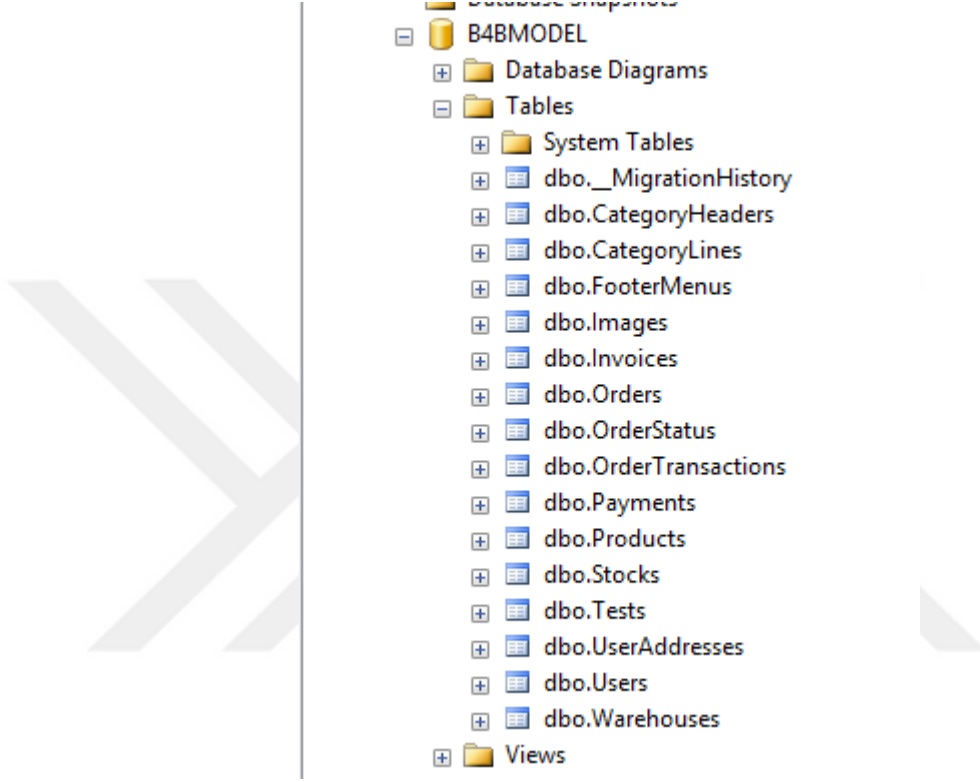 Database Snapshots
B4BMODEL
Database Diagrams
Tables
System Tables
dbo.__MigrationHistory
dbo.CategoryHeaders
dbo.CategoryLines
dbo.FooterMenus
dbo.Images
dbo.Invoices
dbo.Orders
dbo.OrderStatus
dbo.OrderTransactions
dbo.Payments
dbo.Products
dbo.Stocks
dbo.Tests
dbo.UserAddresses
dbo.Users
dbo.Warehouses
Views